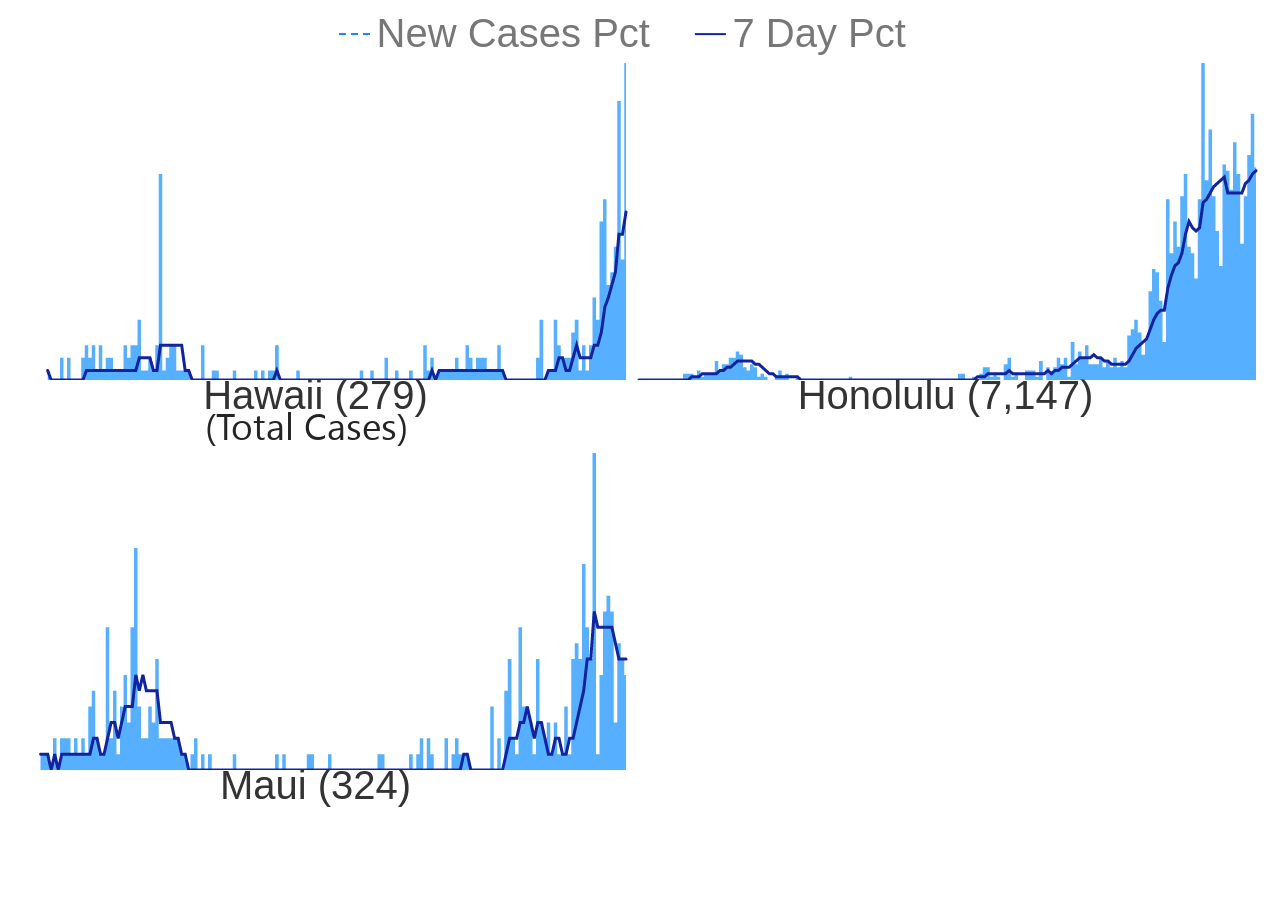 New Cases Pct 7 Day Pct
Hawaii (279)
(Total Cases)
Honolulu (7,147)
Maui (324)